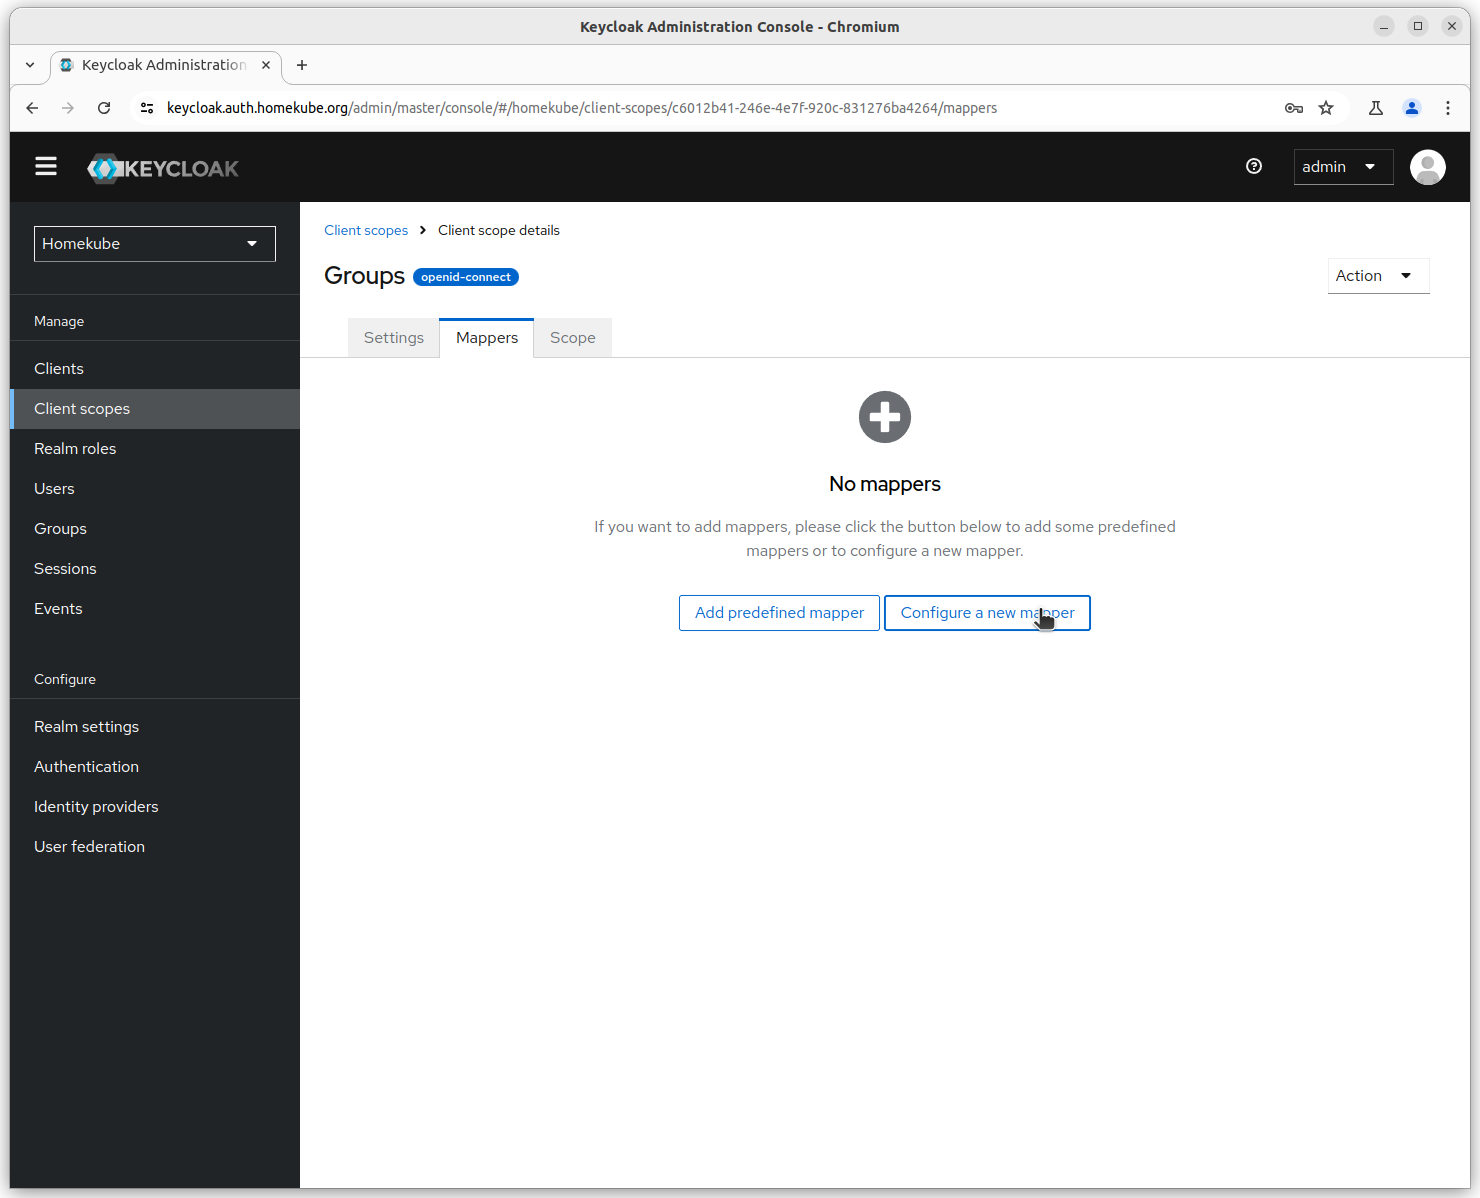 Keycloak Administration Console - Chromium
Keycloak Administration
keycloak.auth.homekube.org/admin/master/console/#/homekube/client-scopes/c6012b41-246e-4e7f-920c-831276ba4264/mappers
KEYCLOAK
admin
Homekube
Manage
Clients
Client scopes
Realm roles
Users
Groups
Sessions
Events
Configure
Realm settings
Authentication
Identity providers
User federation
Client scopes > Client scope details
Groups openid-connect
Action
Settings Mappers Scope
No mappers
If you want to add mappers, please click the button below to add some predefined
mappers or to configure a new mapper.
Add predefined mapper Configure a new mapper